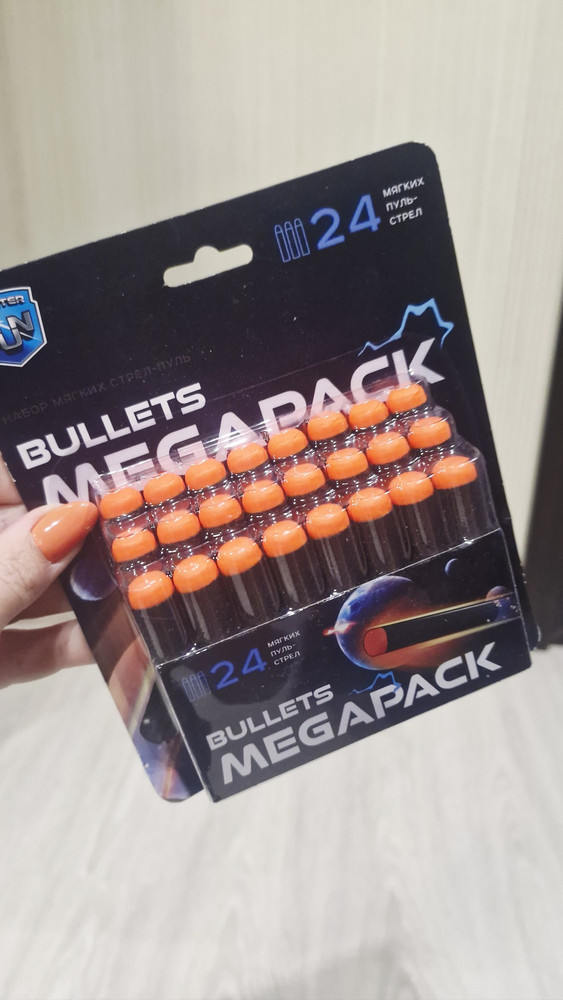 24
МЯГКИХ
ПУЛЬ-
СТРЕЛ
НАБОР МЯГКИХ СТРЕЛ-ПУЛЬ
BULLETS
MEGAPACK
24
МЯГКИХ
ПУЛЬ-
СТРЕЛ
BULLETS
MEGAPACK